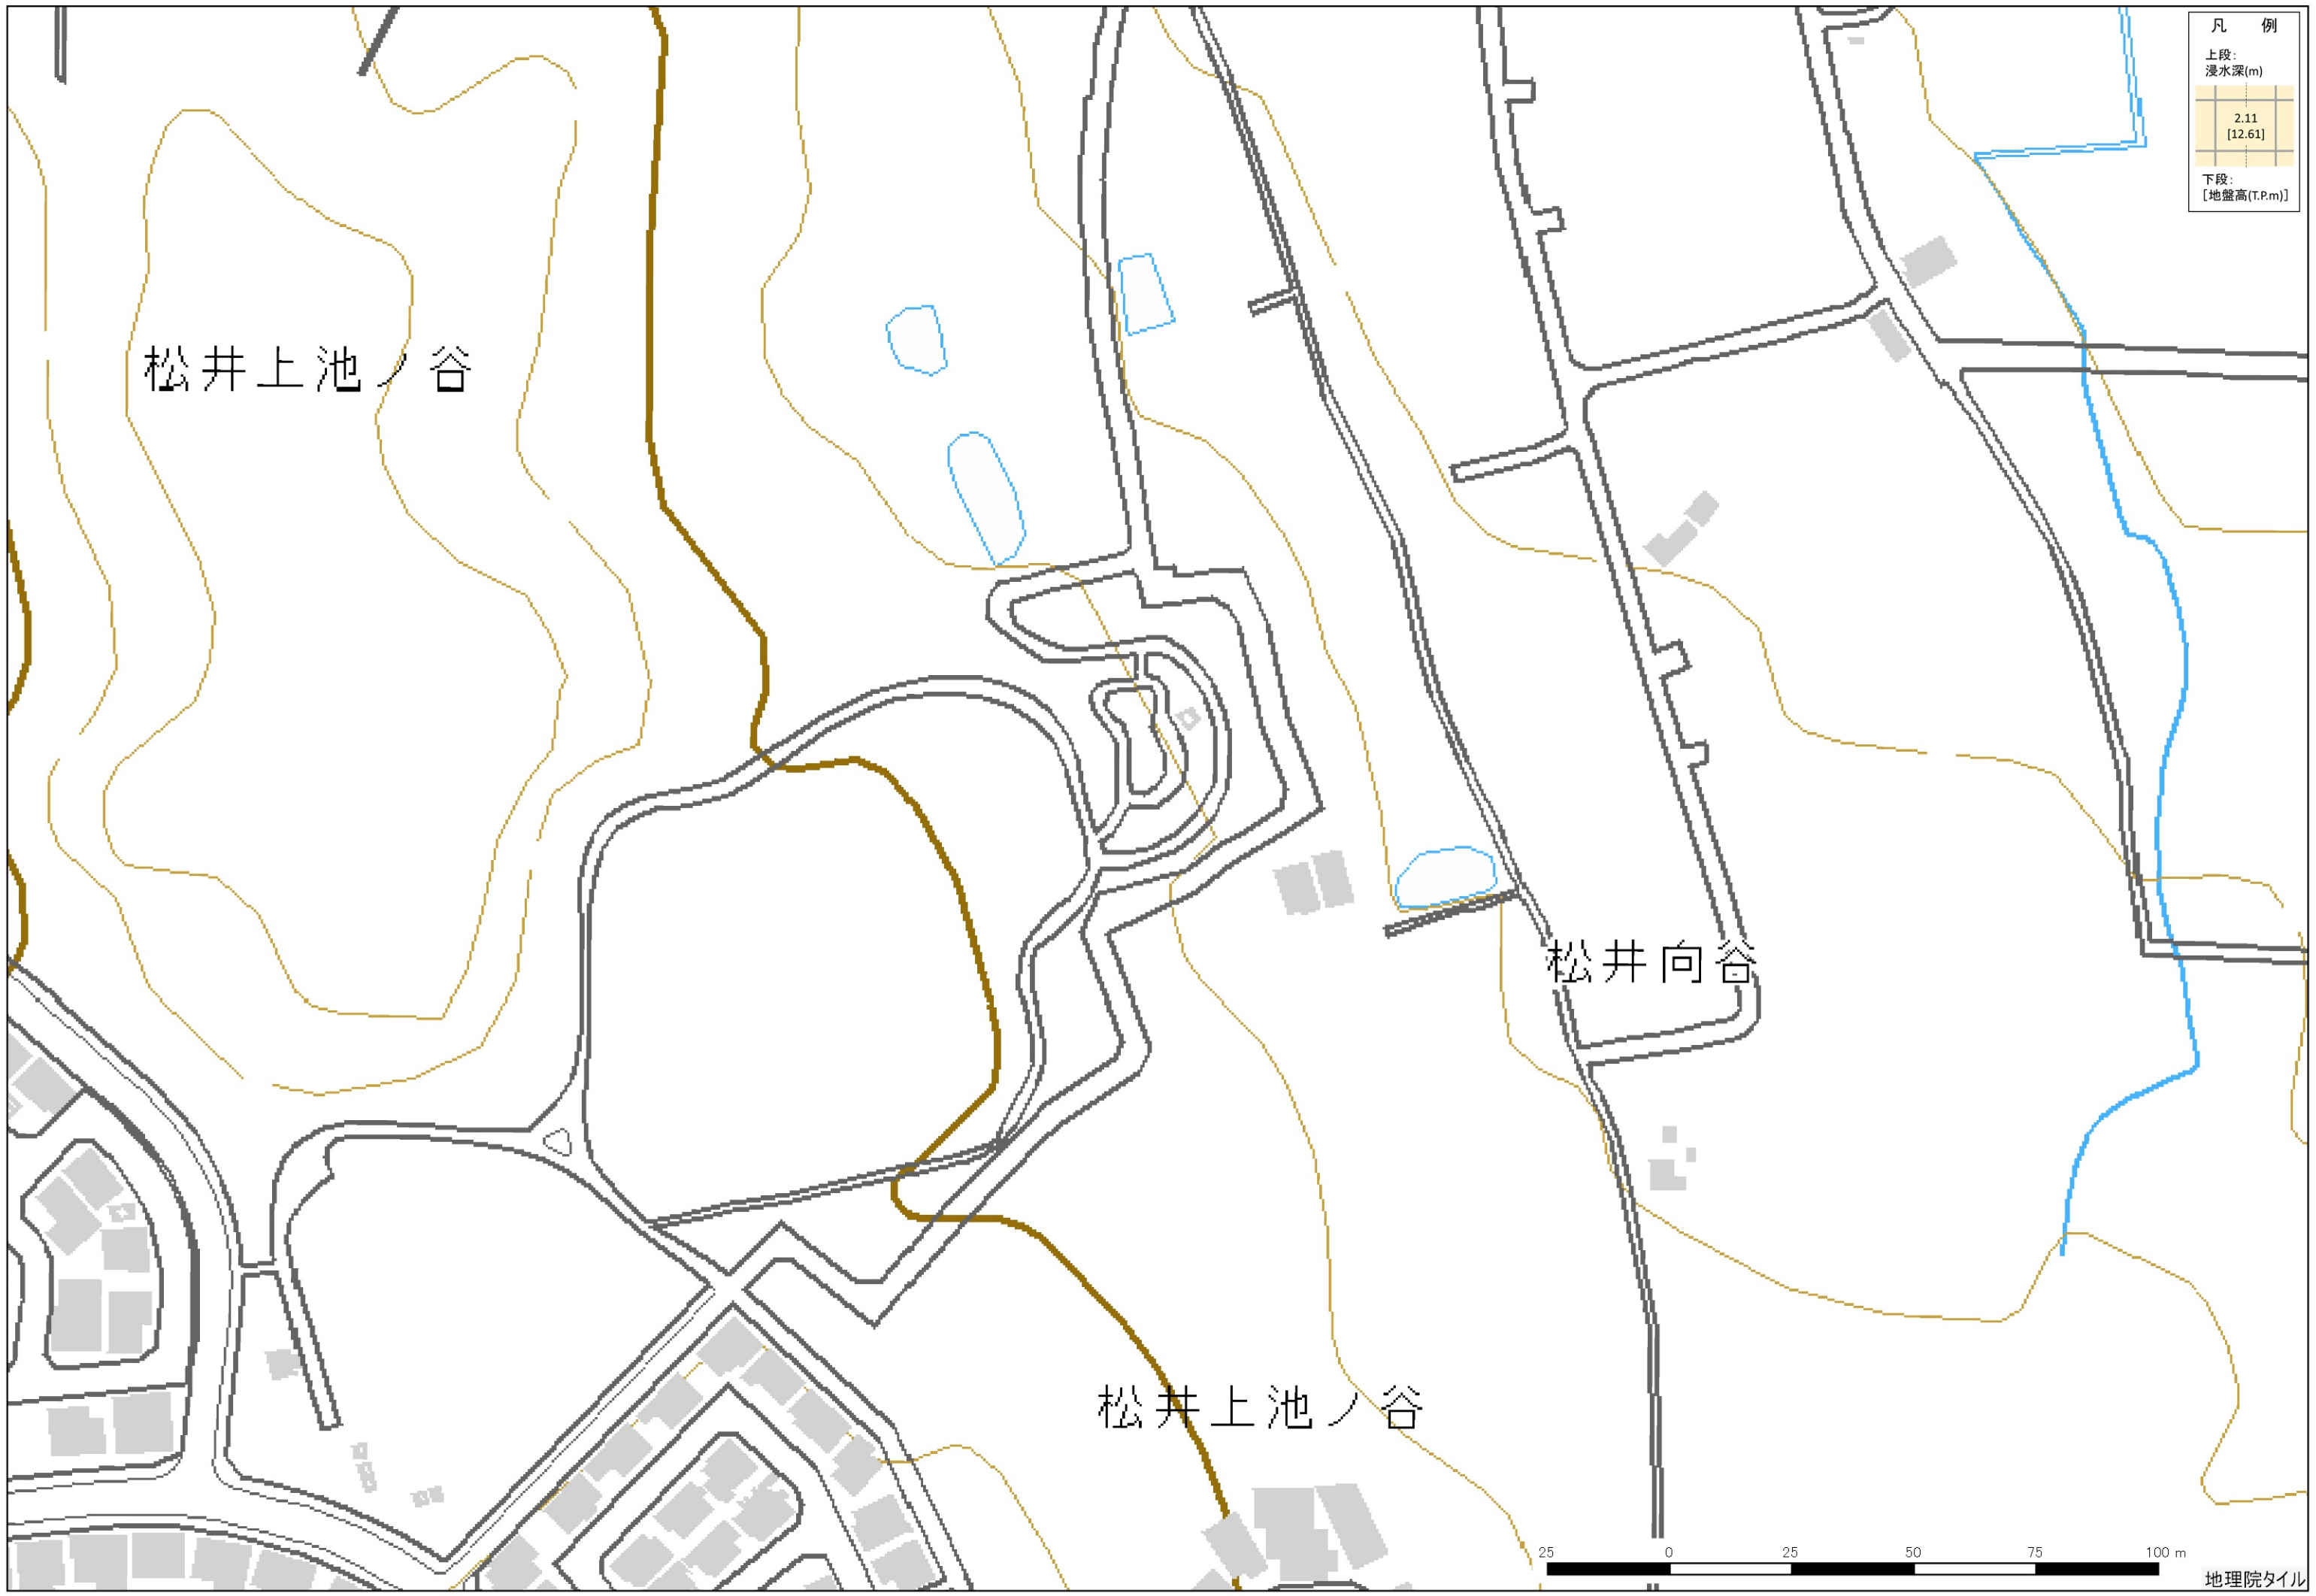 凡 例
上段:
浸水深(m)
2.11
[12.61]
下段:
[地盤高(T.P.m)]
松井上池ノ谷
松井向谷
松井上池ノ谷
25 0 25 50 75 100 m
地理院タイル